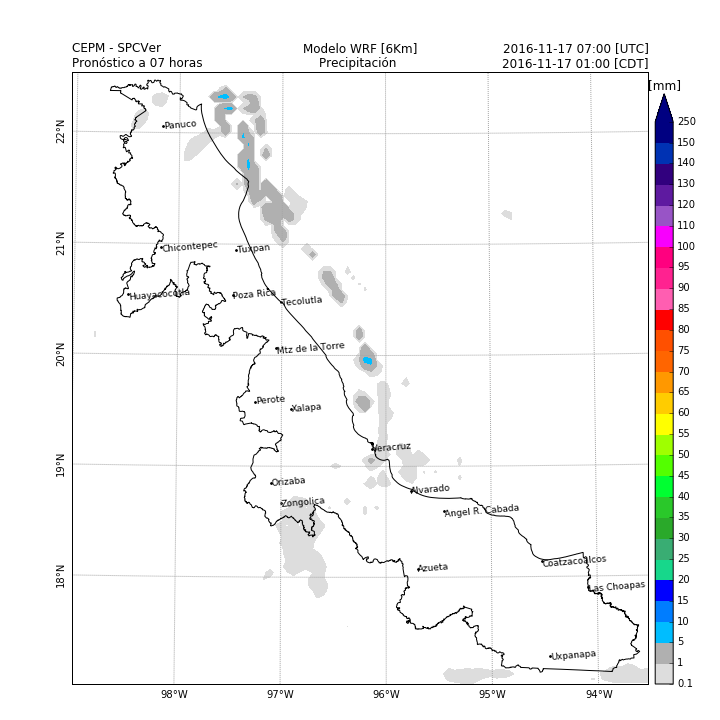 CEPM - SPCVer
Modelo WRF [6Km]
2016-11-17 07:00 [UTC]
Pronóstico a 07 horas
Precipitación
2016-11-17 01:00 [CDT]
[mm]
250
150
140
130
120
110
100
95
90
85
80
75
70
65
60
55
50
45
40
35
30
25
20
15
10
5
1
0.1
22°N
21°N
20°N
19°N
18°N
98°W
97°W
96°W
95°W
94°W
Panuco
Chicontepec
Tuxpan
Huayacocotla
Poza Rica
Tecolutla
Mtz de la Torre
Perote
Xalapa
Veracruz
Orizaba
Alvarado
Zongolica
Angel R. Cabada
Coatzacoalcos
Azueta
Las Choapas
Uxpanapa